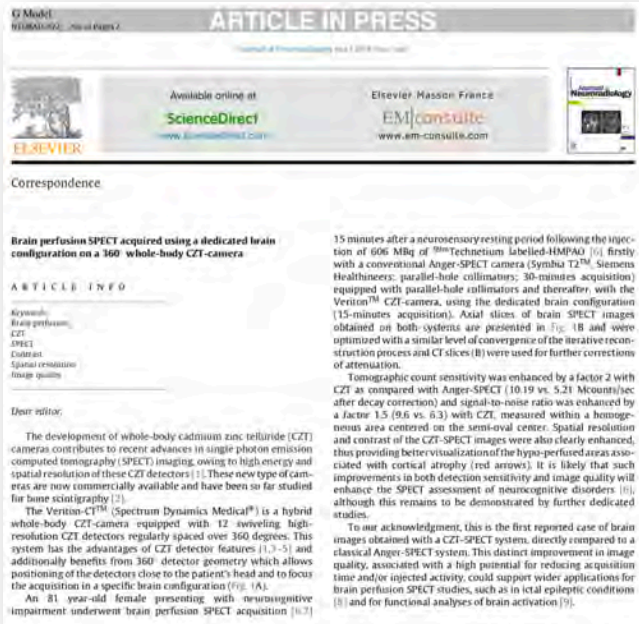 G Model
ARTICLE IN PRESS
Available online at
ScienceDirect
www.sciencedirect.com
Elsevier Masson France
EM|consulte
www.em-consulte.com
Journal of
Neuroradiology
ELSEVIER
Correspondence
Brain perfusion SPECT acquired using a dedicated brain
configuration on a 360° whole-body CZT-camera
ARTICLE INFO
Keywords:
Brain perfusion
CZT
SPECT
Contrast
Spatial resolution
Image quality
Dear editor,
The development of whole-body cadmium zinc telluride (CZT)
cameras contributes to recent advances in single photon emission
computed tomography (SPECT) imaging, owing to high energy and
spatial resolution of these CZT detectors [1]. These new type of cam-
eras are now commercially available and have been so far studied
for bone scintigraphy [2].
The Veriton-CT™ (Spectrum Dynamics Medical®) is a hybrid
whole-body CZT-camera equipped with 12 swiveling high-
resolution CZT detectors regularly spaced over 360 degrees. This
system has the advantages of CZT detector features [1,3–5] and
additionally benefits from 360° detector geometry which allows
positioning of the detectors close to the patient's head and to focus
the acquisition in a specific brain configuration (Fig. 1A).
An 81 year-old female presenting with neurocognitive
impairment underwent brain perfusion SPECT acquisition [6,7]
15 minutes after a neurosensory resting period following the injec-
tion of 606 MBq of 99mTechnetium labelled-HMPAO [6] firstly
with a conventional Anger-SPECT camera (Symbia T2™, Siemens
Healthineers; parallel-hole collimators; 30-minutes acquisition)
equipped with parallel-hole collimators and thereafter, with the
Veriton™ CZT-camera, using the dedicated brain configuration
(15-minutes acquisition). Axial slices of brain SPECT images
obtained on both systems are presented in Fig. 1B and were
optimized with a similar level of convergence of the iterative recon-
struction process and CT slices (B) were used for further corrections
of attenuation.
Tomographic count sensitivity was enhanced by a factor 2 with
CZT as compared with Anger-SPECT (10.19 vs. 5.21 Mcounts/sec
after decay correction) and signal-to-noise ratio was enhanced by
a factor 1.5 (9.6 vs. 6.3) with CZT, measured within a homoge-
nenous area centered on the semi-oval center. Spatial resolution
and contrast of the CZT-SPECT images were also clearly enhanced,
thus providing better visualization of the hypo-perfused areas asso-
ciated with cortical atrophy (red arrows). It is likely that such
improvements in both detection sensitivity and image quality will
enhance the SPECT assessment of neurocognitive disorders [6],
although this remains to be demonstrated by further dedicated
studies.
To our acknowledgment, this is the first reported case of brain
images obtained with a CZT-SPECT system, directly compared to a
classical Anger-SPECT system. This distinct improvement in image
quality, associated with a high potential for reducing acquisition
time and/or injected activity, could support wider applications for
brain perfusion SPECT studies, such as in ictal epileptic conditions
[8] and for functional analyses of brain activation [9].